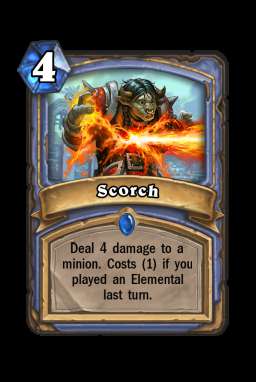 4
Scorch
Deal 4 damage to a
minion. Costs (1) if you
played an Elemental
last turn.